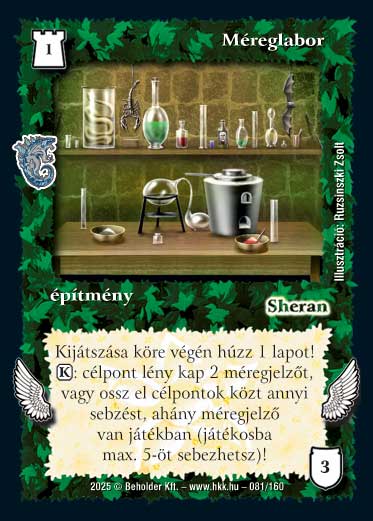 1
Méreglabor
Illusztráció: Ruzsinszki Zsolt
építmény
Sheran
Kijátszása köre végén húzz 1 lapot!
K: célpont lény kap 2 méregjelzőt,
vagy ossz el célpontok közt annyi
sebzést, ahány méregjelző
van játékban (játékosba
max. 5-öt sebezhetsz)!
3
2025 © Beholder Kft. – www.hkk.hu – 081/160